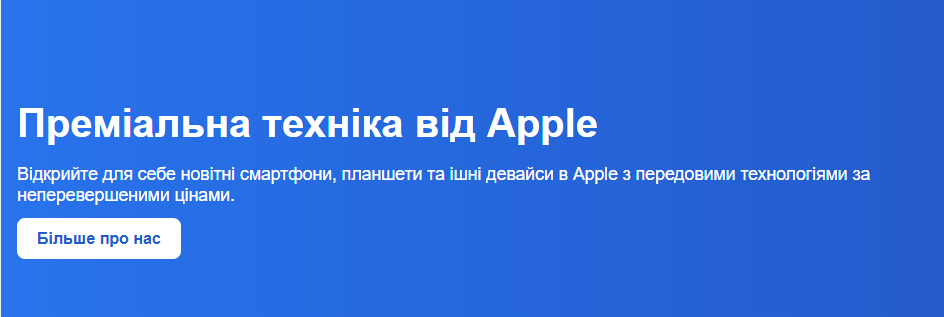 Преміальна техніка від Apple
Відкрийте для себе новітні смартфони, планшети та ішні девайси в Apple з передовими технологіями за
неперевершеними цінами.
Більше про нас